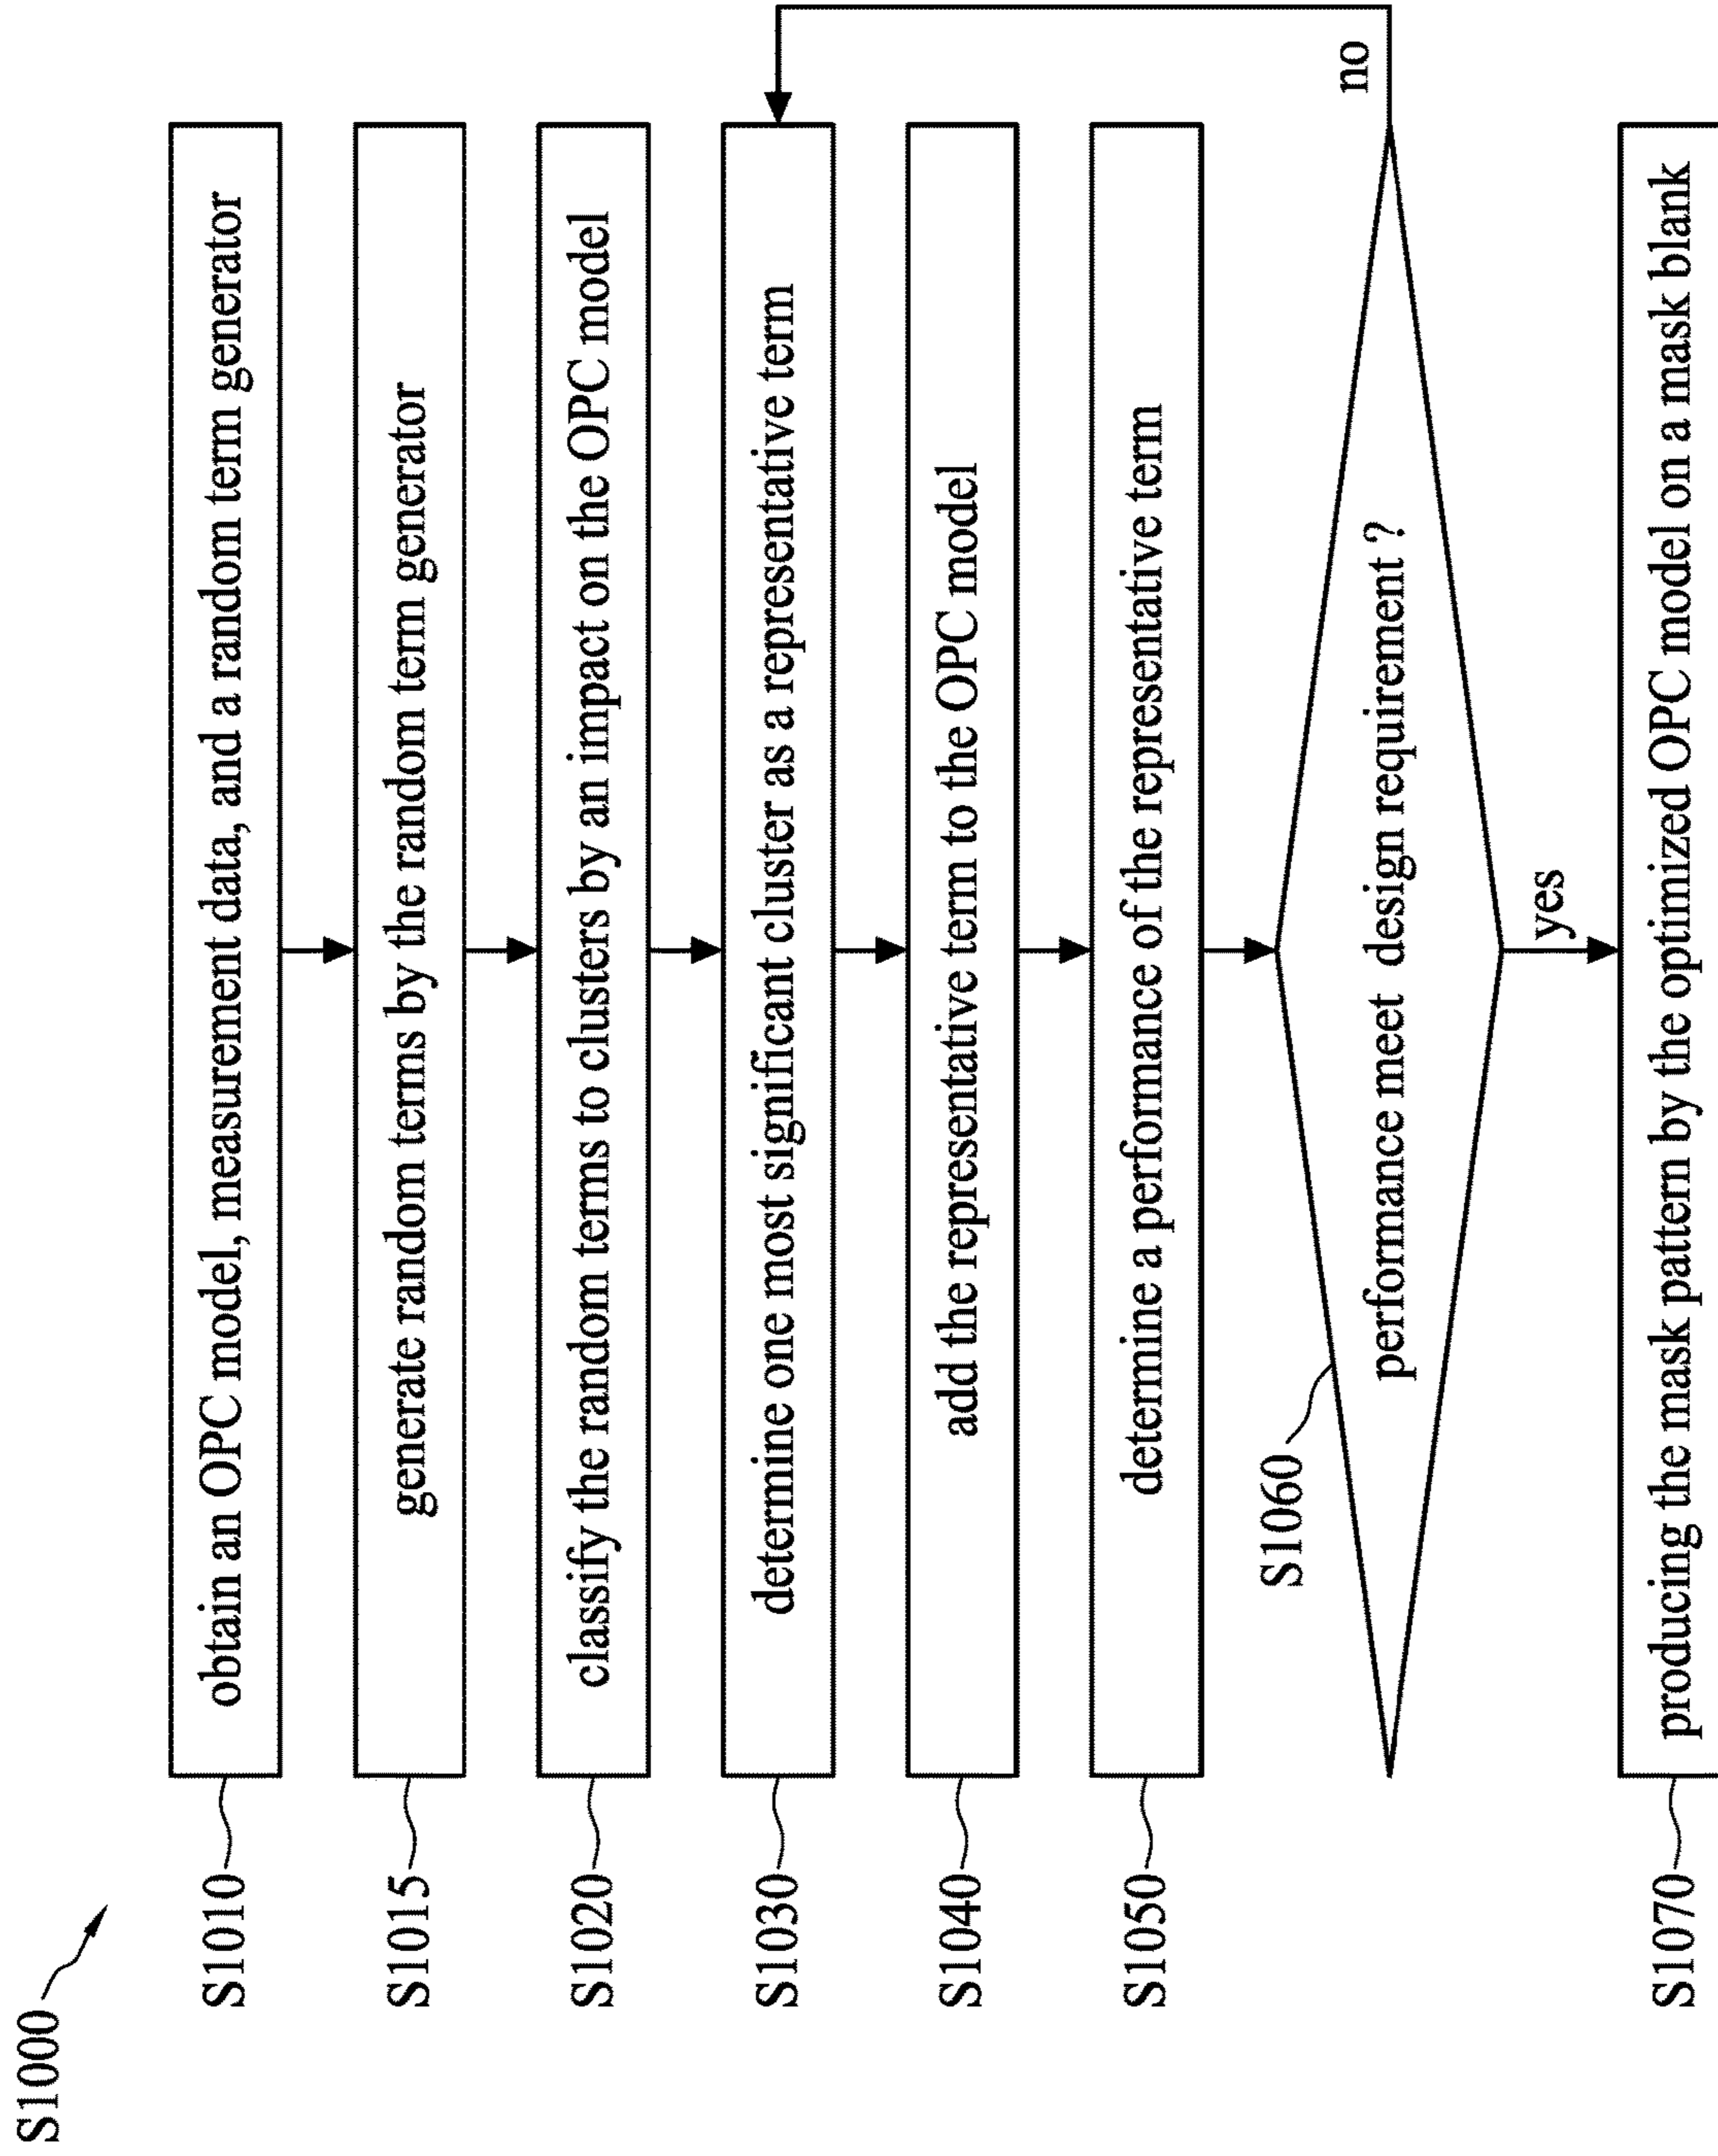 S1000
S1010
obtain an OPC model, measurement data, and a random term generator
S1015
generate random terms by the random term generator
S1020
classify the random terms to clusters by an impact on the OPC model
S1030
determine one most significant cluster as a representative term
S1040
add the representative term to the OPC model
S1050
determine a performance of the representative term
S1060
performance meet design requirement ?
no
yes
S1070
producing the mask pattern by the optimized OPC model on a mask blank